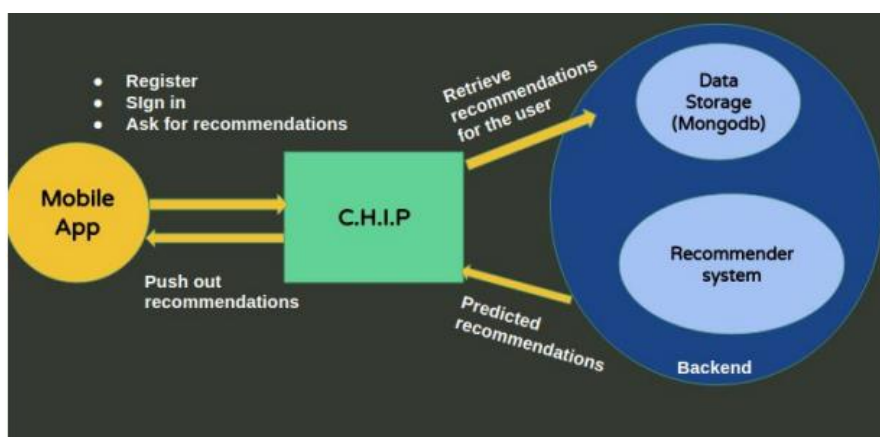 ● Register
● SIgn in
● Ask for recommendations
Mobile
App
C.H.I.P
Push out
recommendations
Retrieve
recommendations
for the user
Predicted
recommendations
Data
Storage
(Mongodb)
Recommender
system
Backend